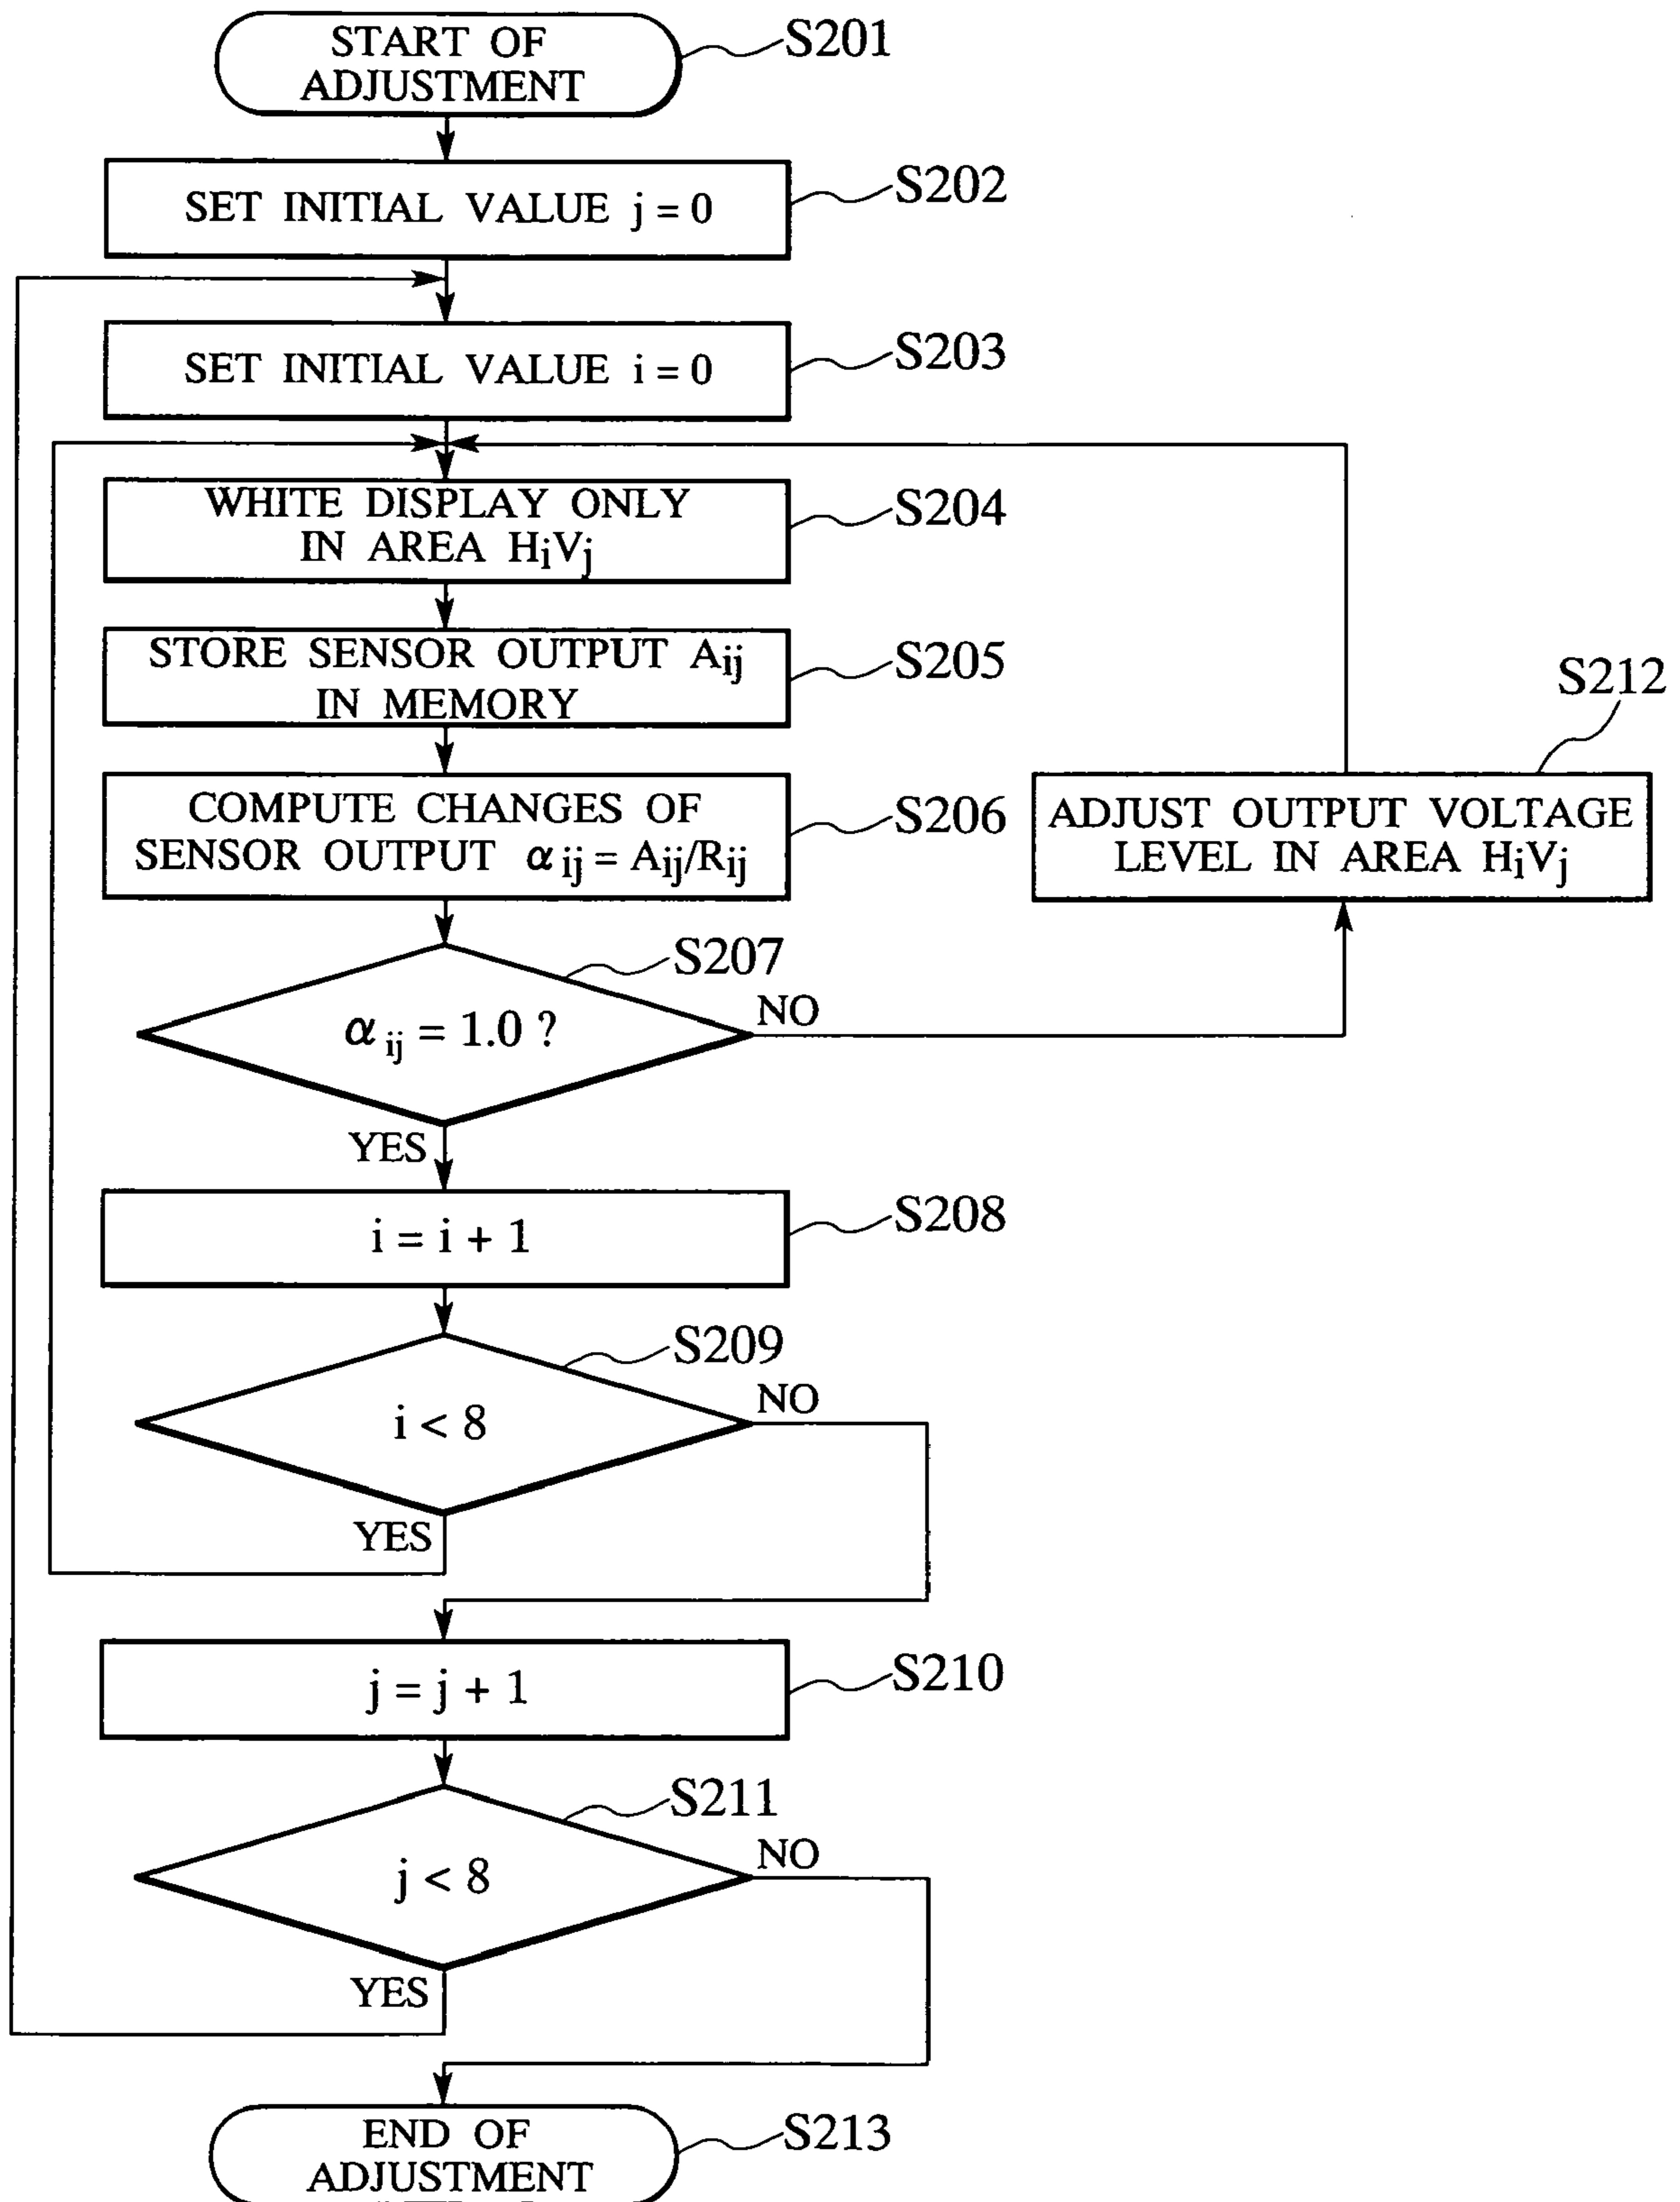 START OF
ADJUSTMENT
S201
SET INITIAL VALUE j = 0
S202
SET INITIAL VALUE i = 0
S203
WHITE DISPLAY ONLY
IN AREA HiVj
S204
STORE SENSOR OUTPUT Aij
IN MEMORY
S205
COMPUTE CHANGES OF
SENSOR OUTPUT αij = Aij/Rij
S206
S212
ADJUST OUTPUT VOLTAGE
LEVEL IN AREA HiVj
S207
αij = 1.0 ?
NO
YES
i = i + 1
S208
S209
i < 8
NO
YES
j = j + 1
S210
S211
j < 8
NO
YES
END OF
ADJUSTMENT
S213